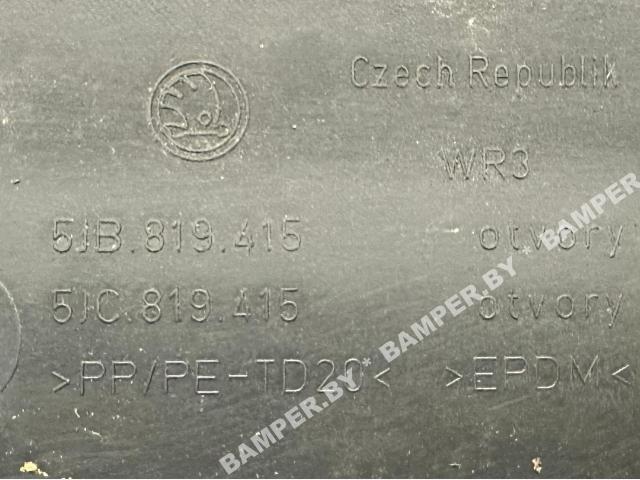 Czech Republik
WR3
5JB.819.415 - otvory
5JC.819.415 otvory
>PP/PE-TD20< >EPDM<
BAMPER.BY * BAMPER.BY * BAMPER.BY